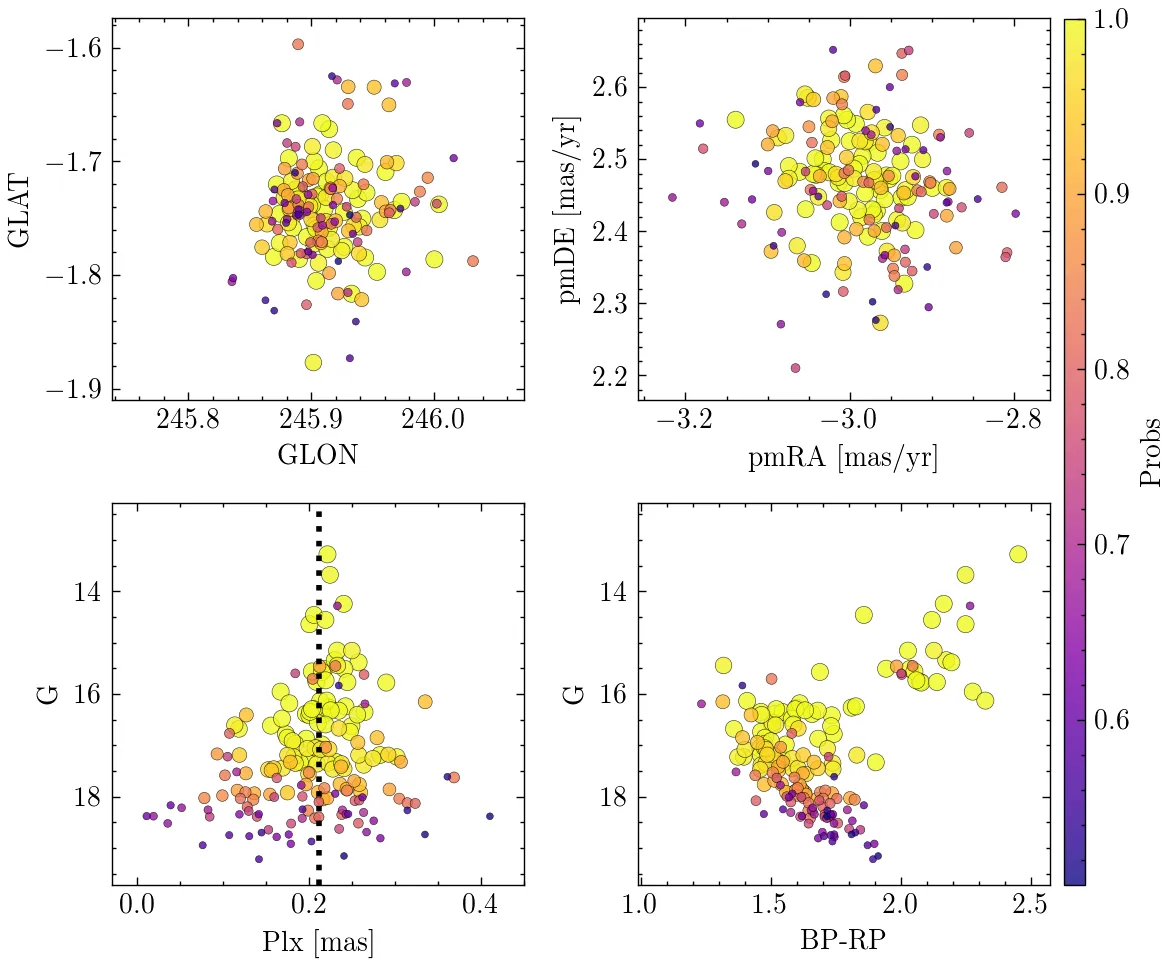 −1.6
−1.7
−1.8
−1.9
GLAT
245.8 245.9 246.0
GLON
2.6
2.5
2.4
2.3
2.2
pmDE [mas/yr]
−3.2 −3.0 −2.8
pmRA [mas/yr]
14
16
18
G
0.0 0.2 0.4
Plx [mas]
14
16
18
G
1.0 1.5 2.0 2.5
BP-RP
1.0
0.9
0.8
0.7
0.6
Probs